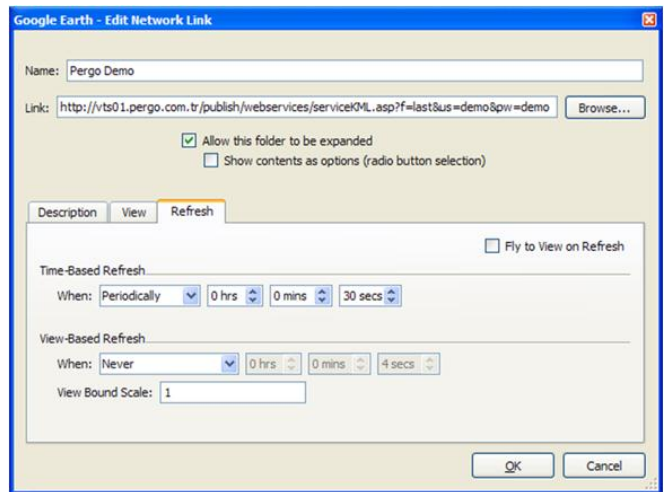 Google Earth - Edit Network Link
Name: Pergo Demo
Link: http://vts01.pergo.com.tr/publish/webservices/serviceKML.asp?f=last&us=demo&pw=demo Browse...
Allow this folder to be expanded
Show contents as options (radio button selection)
Description View Refresh
Fly to View on Refresh
Time-Based Refresh
When: Periodically 0 hrs 0 mins 30 secs
View-Based Refresh
When: Never 0 hrs 0 mins 4 secs
View Bound Scale: 1
OK Cancel